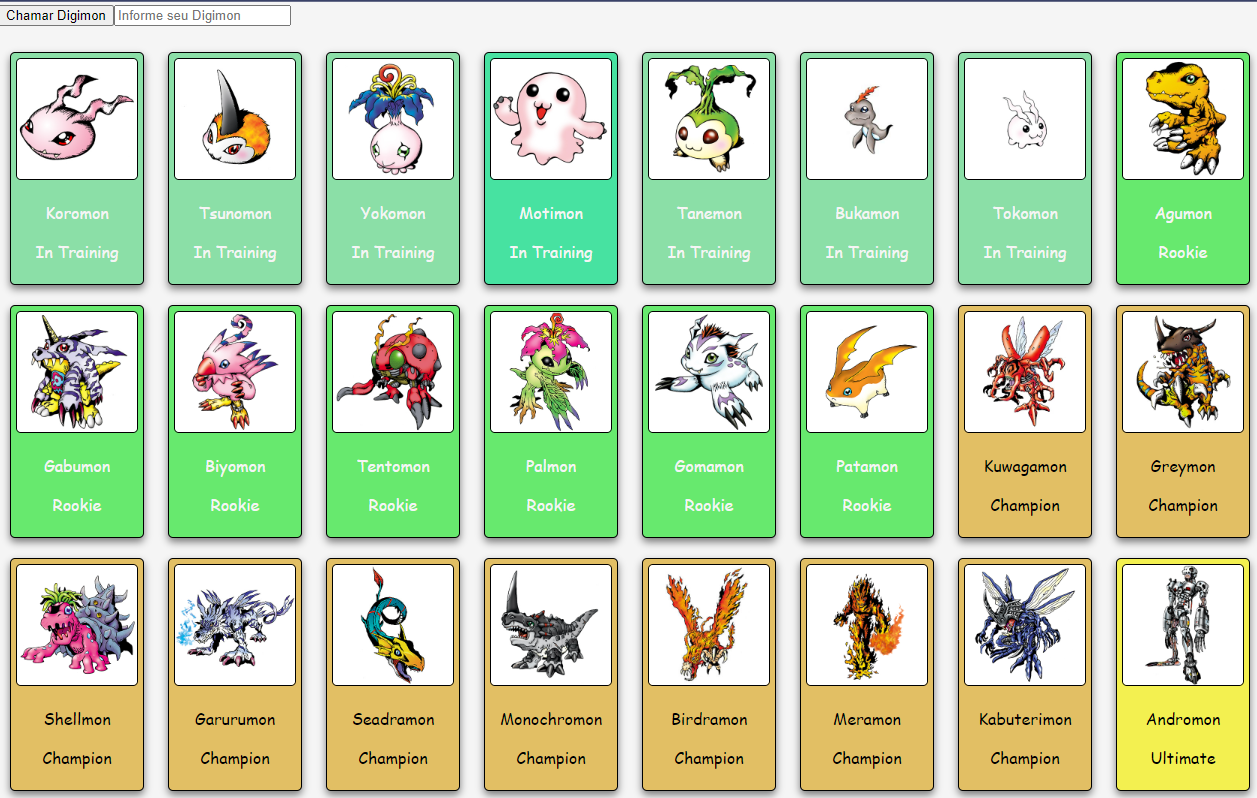 Chamar Digimon Informe seu Digimon
Koromon
In Training
Tsunomon
In Training
Yokomon
In Training
Motimon
In Training
Tanemon
In Training
Bukamon
In Training
Tokomon
In Training
Agumon
Rookie
Gabumon
Rookie
Biyomon
Rookie
Tentomon
Rookie
Palmon
Rookie
Gomamon
Rookie
Patamon
Rookie
Kuwagamon
Champion
Greymon
Champion
Shellmon
Champion
Garurumon
Champion
Seadramon
Champion
Monochromon
Champion
Birdramon
Champion
Meramon
Champion
Kabuterimon
Champion
Andromon
Ultimate